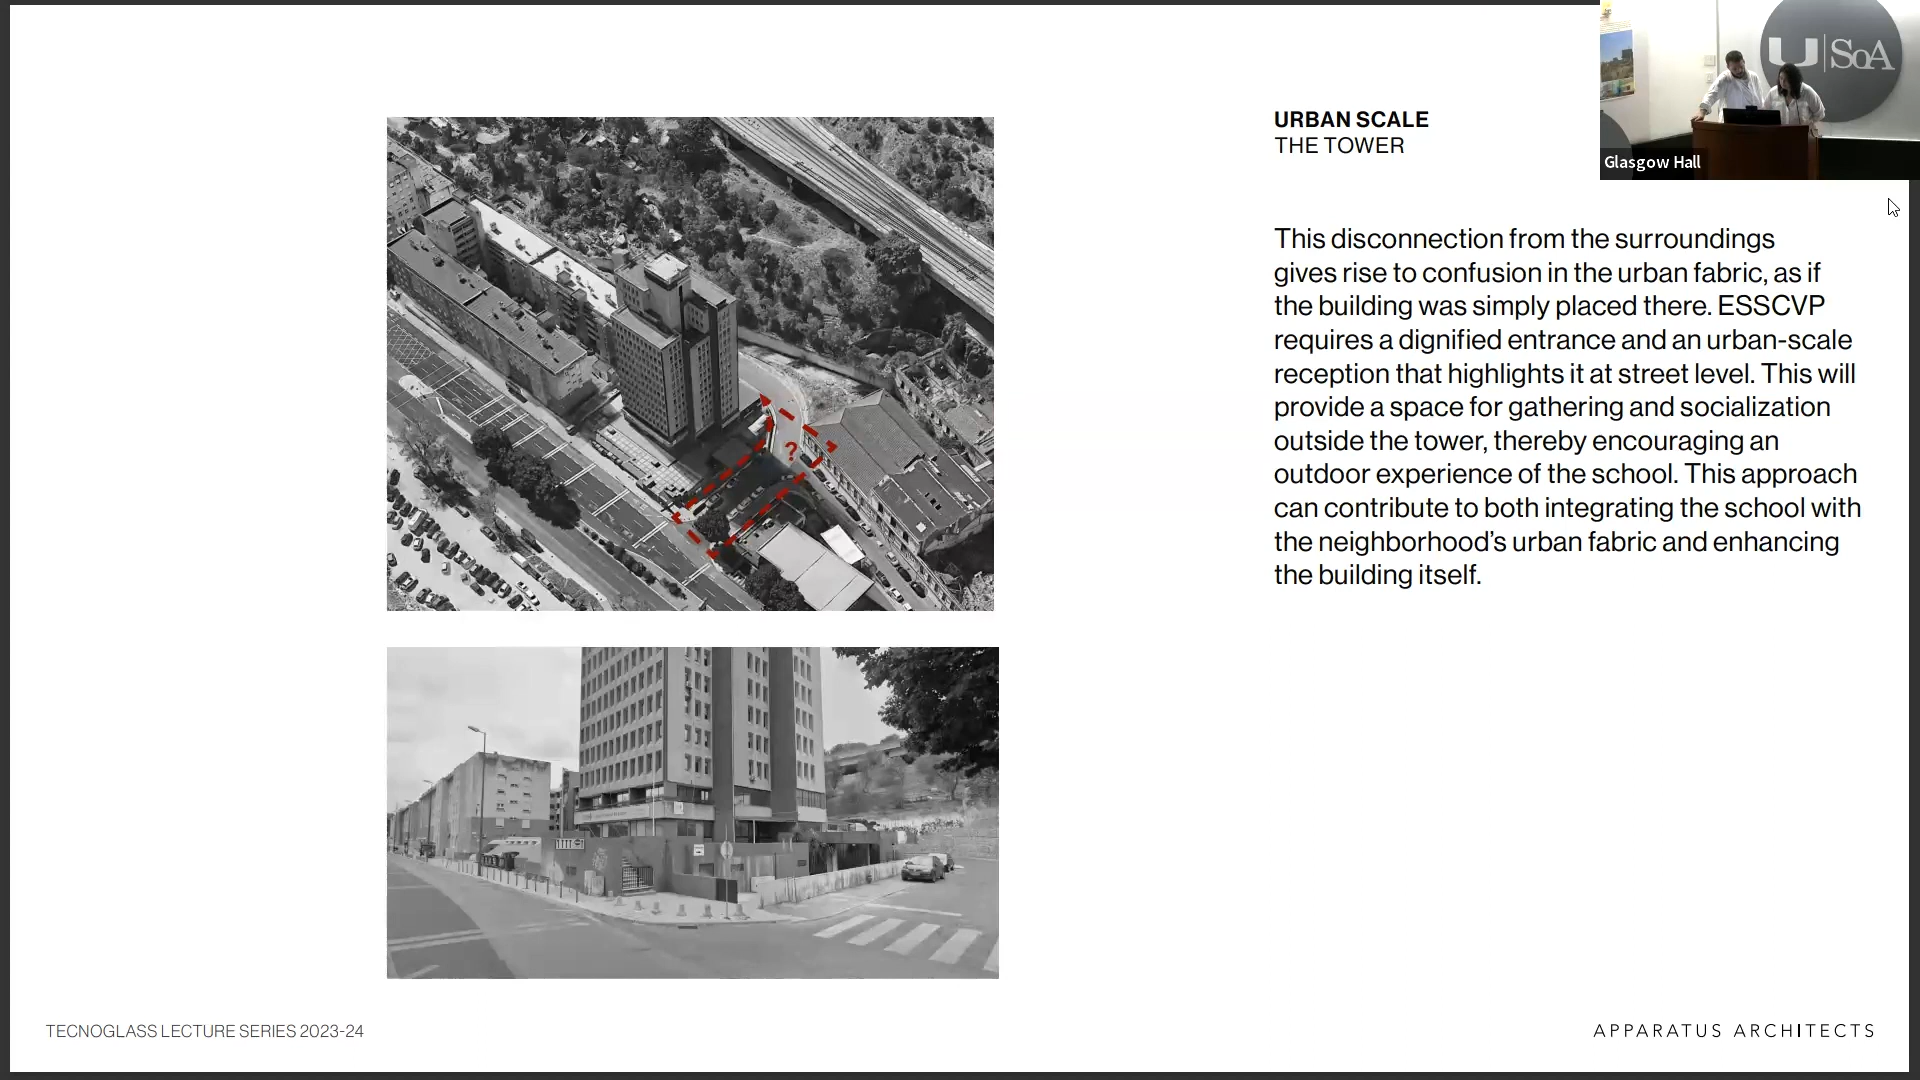 URBAN SCALE
THE TOWER
U SoA
Glasgow Hall
This disconnection from the surroundings
gives rise to confusion in the urban fabric, as if
the building was simply placed there. ESSCVP
requires a dignified entrance and an urban-scale
reception that highlights it at street level. This will
provide a space for gathering and socialization
outside the tower, thereby encouraging an
outdoor experience of the school. This approach
can contribute to both integrating the school with
the neighborhood’s urban fabric and enhancing
the building itself.
?
TECNOGLASS LECTURE SERIES 2023-24
APPARATUS ARCHITECTS